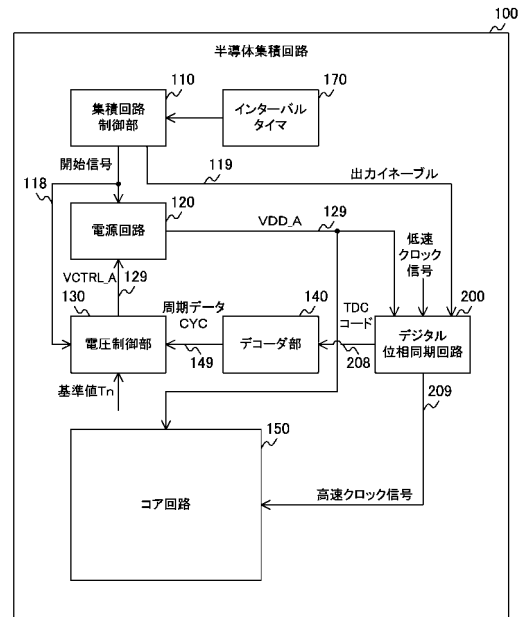 100
半導体集積回路
110
170
集積回路
制御部
インターバル
タイマ
開始信号
119
118
出力イネーブル
120
電源回路
VDD_A
129
低速
クロック
信号
VCTRL_A
129
130
周期データ
CYC
140
TDC
コード
200
電圧制御部
デコーダ部
デジタル
位相同期回路
149
208
基準値Tn
209
150
コア回路
高速クロック信号